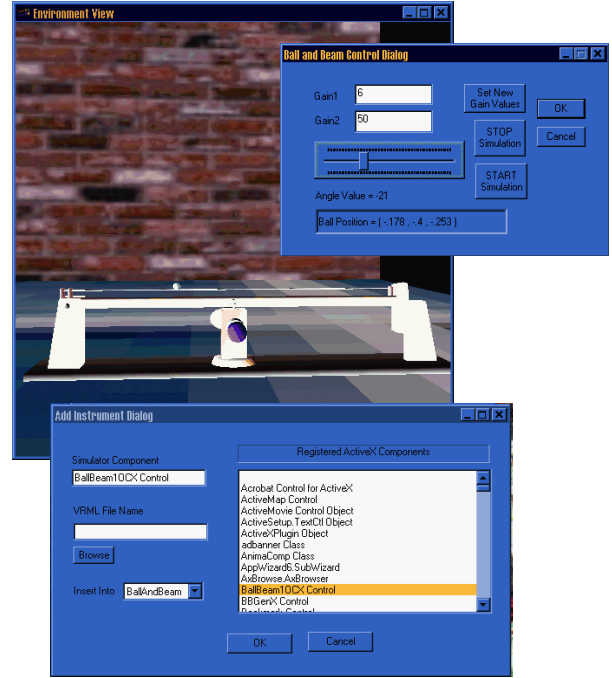 Environment View
Ball and Beam Control Dialog
Gain1
6
Set New
Gain Values
OK
Gain2
50
STOP
Simulation
Cancel
START
Simulation
Angle Value = -21
Ball Position = ( -.178 , -.4 , -.253 )
Add Instrument Dialog
Simulator Component
BallBeam1OCX Control
VRML File Name
Browse
Insert Into
BallAndBeam
Registered ActiveX Components
Acrobat Control for ActiveX
ActiveMap Control
ActiveMovie Control Object
ActiveSetup.TextCtl Object
ActiveXPlugin Object
adbanner Class
AnimaComp Class
AppWizard6.SubWizard
AxBrowse.AxBrowser
BallBeam1OCX Control
BBGenX Control
OK
Cancel